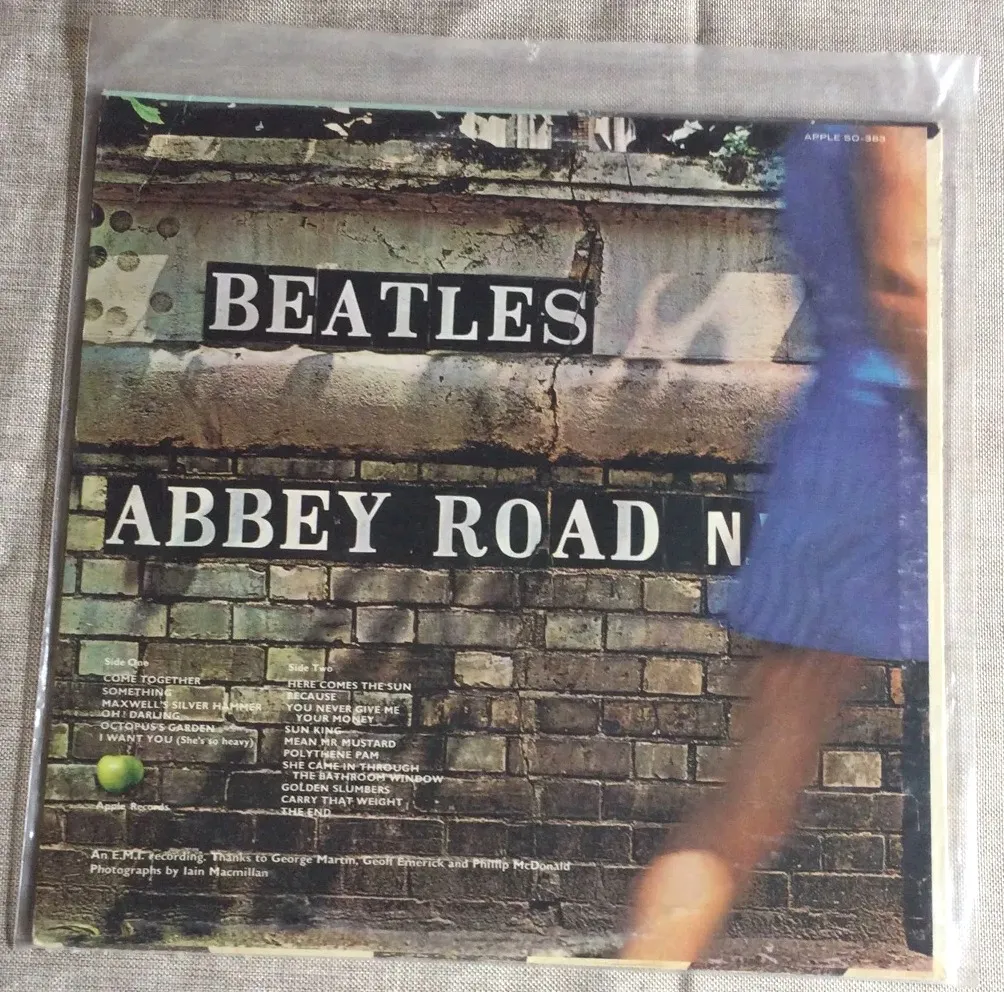 APPLE SO-383
BEATLES
ABBEY ROAD N
Side One
COME TOGETHER
SOMETHING
MAXWELL'S SILVER HAMMER
OH! DARLING
OCTOPUS'S GARDEN
I WANT YOU (She's so heavy)
Apple Records
Side Two
HERE COMES THE SUN
BECAUSE
YOU NEVER GIVE ME
YOUR MONEY
SUN KING
MEAN MR MUSTARD
POLYTHENE PAM
SHE CAME IN THROUGH
THE BATHROOM WINDOW
GOLDEN SLUMBERS
CARRY THAT WEIGHT
THE END
An E.M.I. recording. Thanks to George Martin, Geoff Emerick and Phillip McDonald
Photographs by Iain Macmillan